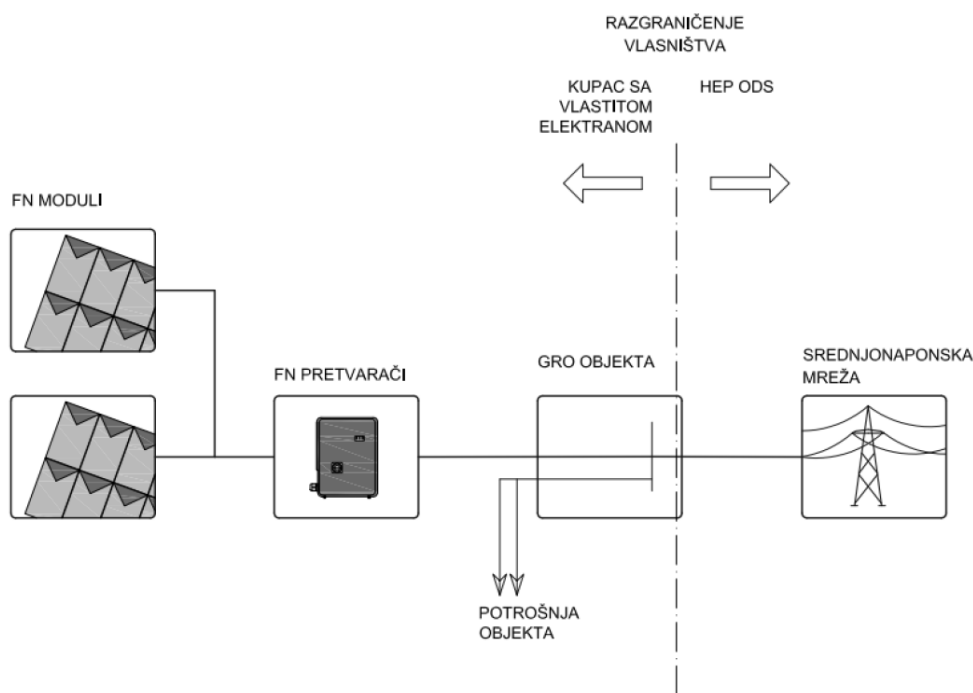 RAZGRANIČENJE
VLASNIŠTVA
KUPAC SA
VLASTITOM
ELEKTRANOM
HEP ODS
FN MODULI
FN PRETVARAČI
GRO OBJEKTA
SREDNJONAPONSKA
MREŽA
POTROŠNJA
OBJEKTA